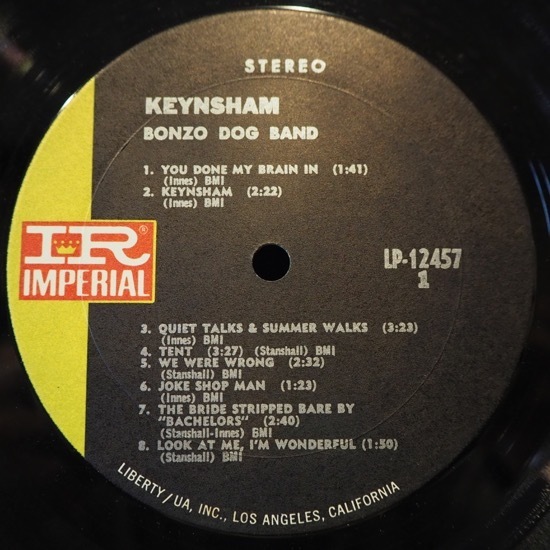 STEREO
KEYNSHAM
BONZO DOG BAND
1. YOU DONE MY BRAIN IN (1:41)
(Innes) BMI
2. KEYNSHAM (2:22)
(Innes) BMI
IR®
IMPERIAL
LP-12457
1
3. QUIET TALKS & SUMMER WALKS (3:23)
(Innes) BMI
4. TENT (3:27) (Stanshall) BMI
5. WE WERE WRONG (2:32)
(Stanshall) BMI
6. JOKE SHOP MAN (1:23)
(Innes) BMI
7. THE BRIDE STRIPPED BARE BY
"BACHELORS" (2:40)
(Stanshall-Innes) BMI
8. LOOK AT ME, I'M WONDERFUL (1:50)
(Stanshall) BMI
LIBERTY/UA, INC., LOS ANGELES, CALIFORNIA